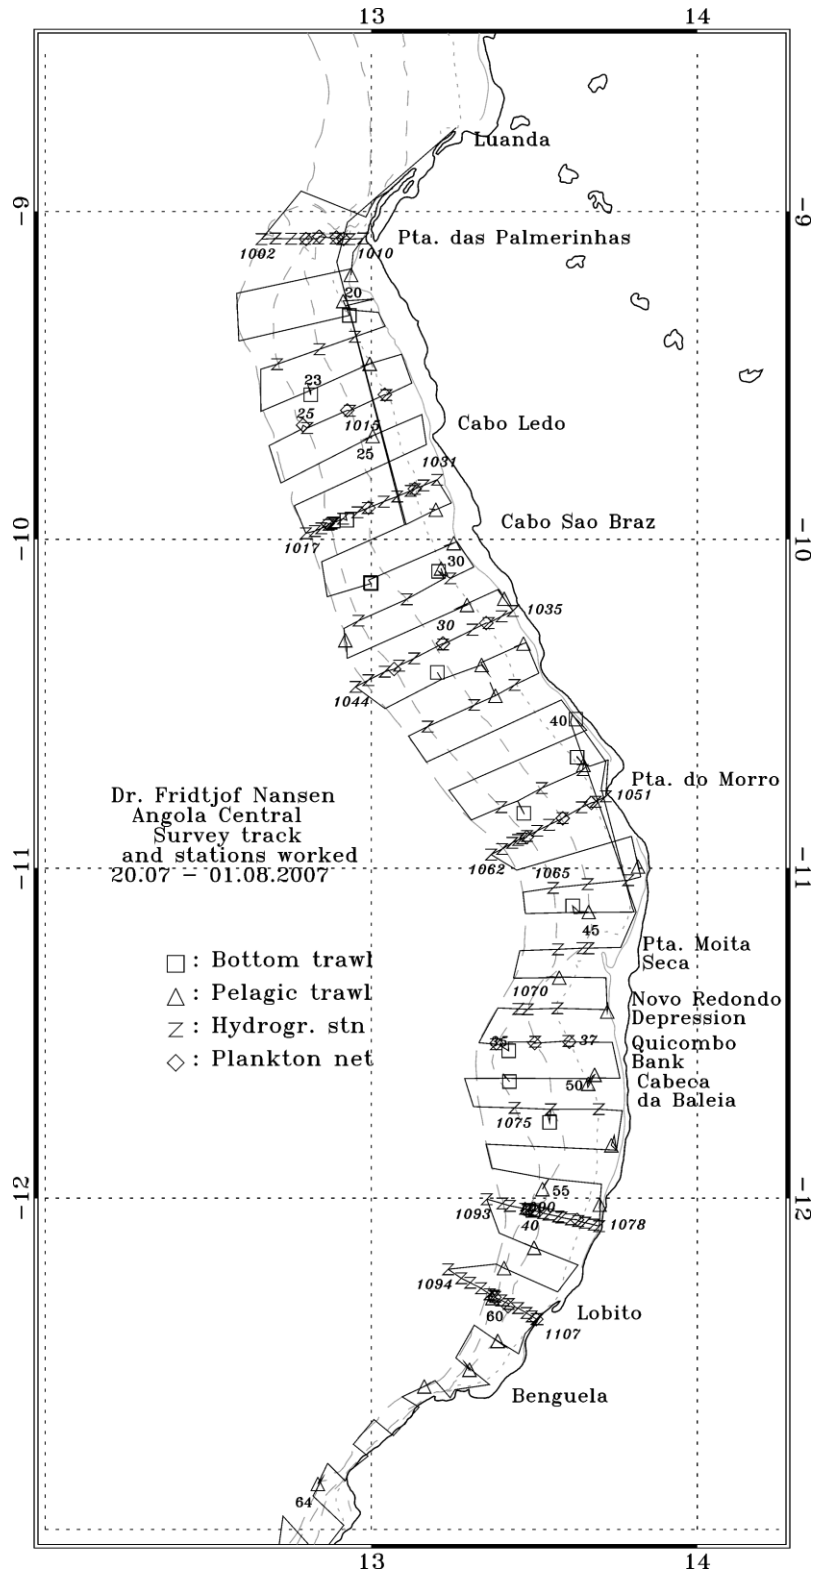 13 14
Luanda
-9 -9
Pta. das Palmerinhas
1002 1010
20
23
25
1015
Cabo Ledo
25
1031
Cabo Sao Braz
1017
-10 -10
30
1035
30
1044
40
Pta. do Morro
1051
Dr. Fridtjof Nansen
Angola Central
Survey track
and stations worked
20.07 - 01.08.2007
1062
1065
-11 -11
45
Pta. Moita
Seca
: Bottom trawl
: Pelagic trawl
: Hydrogr. stn
: Plankton net
1070
Novo Redondo
Depression
35
37
Quicombo
Bank
50
Cabeca
da Baleia
1075
55
-12 -12
1093
40
1078
1094
60
Lobito
1107
Benguela
64
13 14